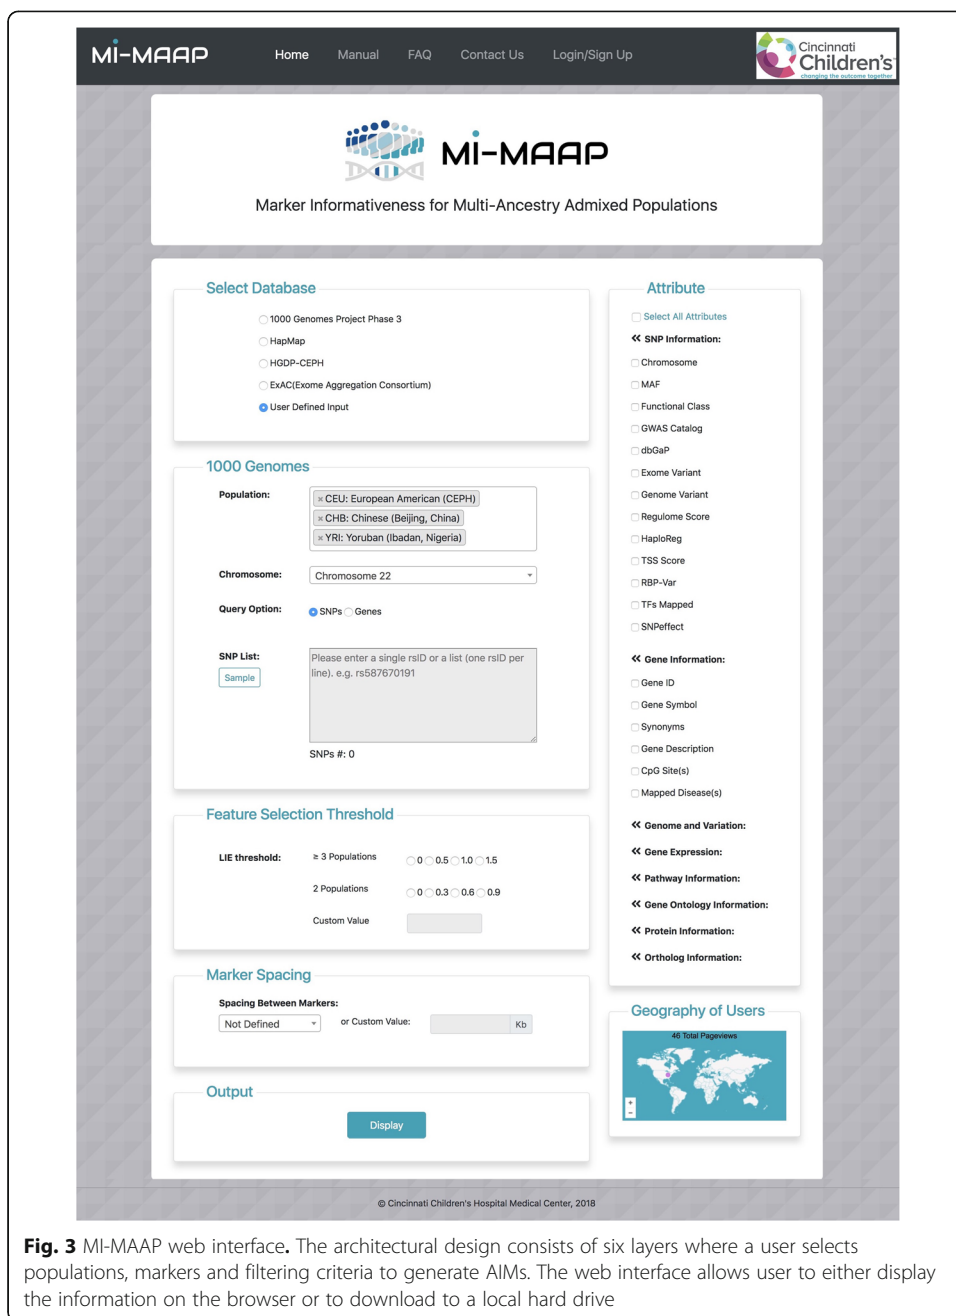 MI-MAAP
Home Manual FAQ Contact Us Login/Sign Up
Cincinnati
Children's
changing the outcome together
MI-MAAP
Marker Informativeness for Multi-Ancestry Admixed Populations
Select Database
1000 Genomes Project Phase 3
HapMap
HGDP-CEPH
ExAC(Exome Aggregation Consortium)
User Defined Input
1000 Genomes
Population:
× CEU: European American (CEPH)
× CHB: Chinese (Beijing, China)
× YRI: Yoruban (Ibadan, Nigeria)
Chromosome:
Chromosome 22
Query Option:
SNPs Genes
SNP List:
Sample
Please enter a single rsID or a list (one rsID per
line). e.g. rs587670191
SNPs #: 0
Feature Selection Threshold
LIE threshold:
≥ 3 Populations
0 0.5 1.0 1.5
2 Populations
0 0.3 0.6 0.9
Custom Value
Marker Spacing
Spacing Between Markers:
Not Defined
or Custom Value:
Kb
Output
Display
Attribute
Select All Attributes
« SNP Information:
Chromosome
MAF
Functional Class
GWAS Catalog
dbGaP
Exome Variant
Genome Variant
Regulome Score
HaploReg
TSS Score
RBP-Var
TFs Mapped
SNPeffect
« Gene Information:
Gene ID
Gene Symbol
Synonyms
Gene Description
CpG Site(s)
Mapped Disease(s)
« Genome and Variation:
« Gene Expression:
« Pathway Information:
« Gene Ontology Information:
« Protein Information:
« Ortholog Information:
Geography of Users
46 Total Pageviews
+
−
© Cincinnati Children's Hospital Medical Center, 2018
Fig. 3 MI-MAAP web interface. The architectural design consists of six layers where a user selects
populations, markers and filtering criteria to generate AIMs. The web interface allows user to either display
the information on the browser or to download to a local hard drive